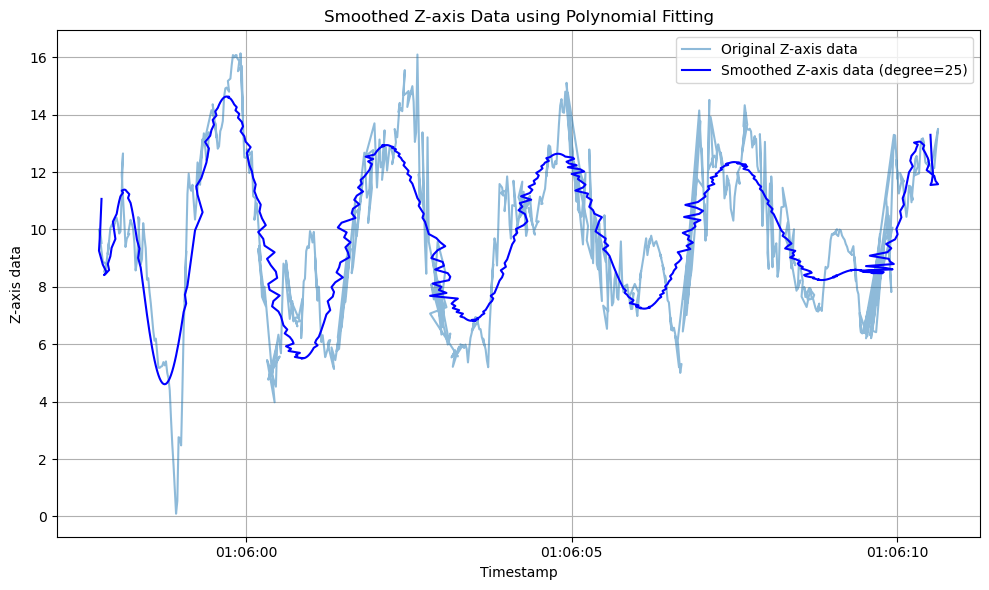 Smoothed Z-axis Data using Polynomial Fitting
Original Z-axis data
Smoothed Z-axis data (degree=25)
16
14
12
10
8
6
4
2
0
Z-axis data
01:06:00
01:06:05
01:06:10
Timestamp